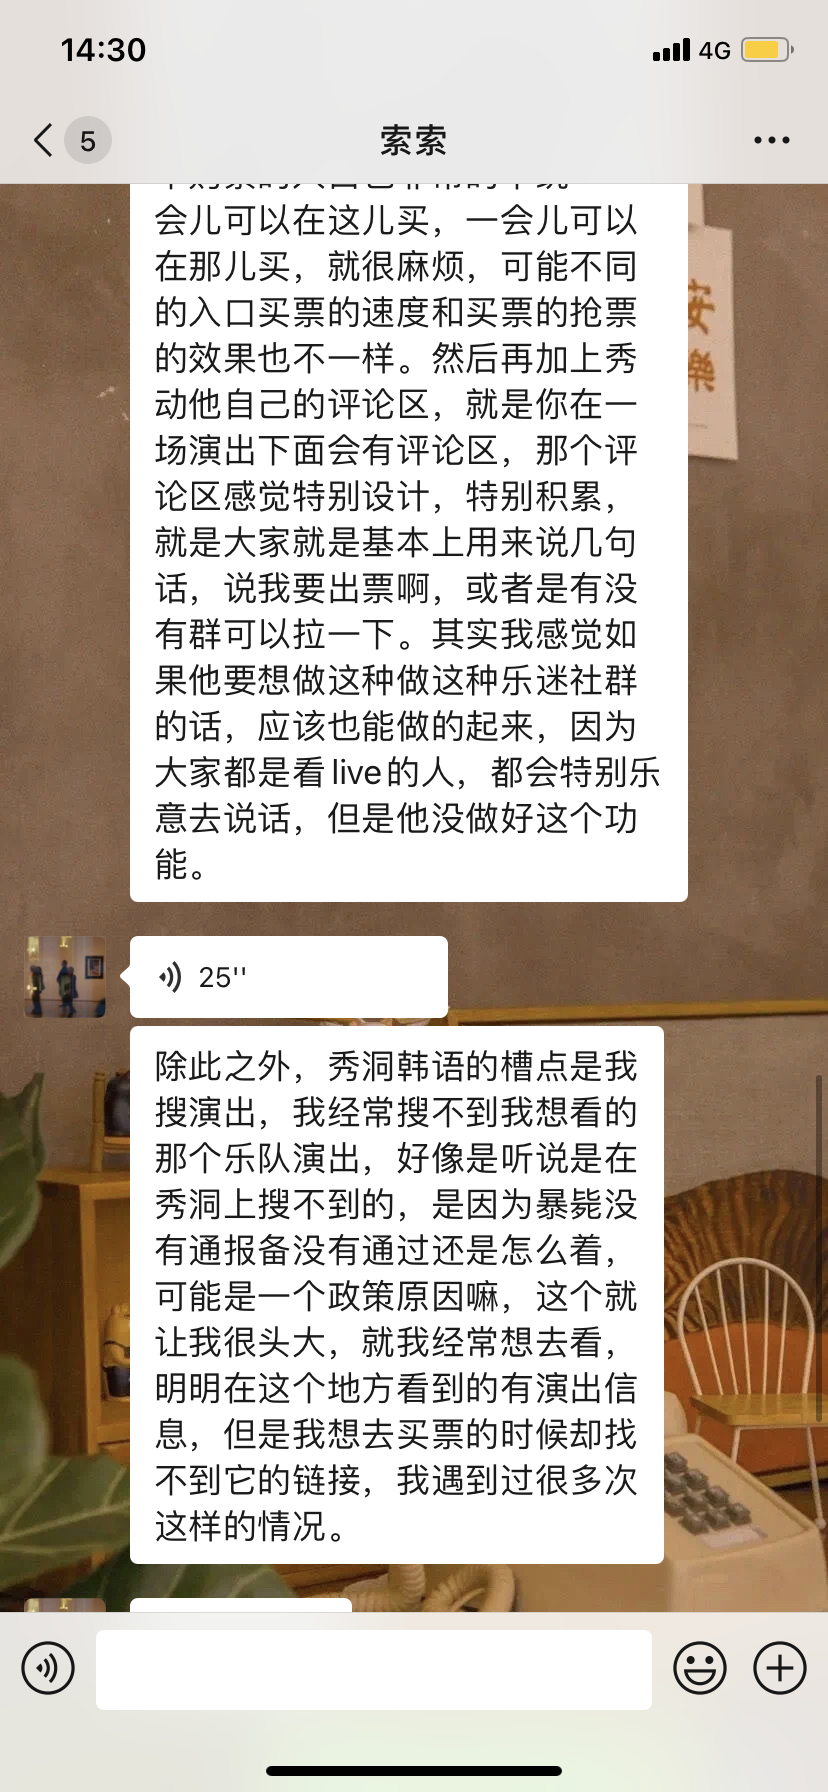 14:30
4G
5
索索
会儿可以在这儿买，一会儿可以
在那儿买，就很麻烦，可能不同
的入口买票的速度和买票的抢票
的效果也不一样。然后再加上秀
动他自己的评论区，就是你在一
场演出下面会有评论区，那个评
论区感觉特别设计，特别积累，
就是大家就是基本上用来说几句
话，说我要出票啊，或者是有没
有群可以拉一下。其实我感觉如
果他要想做这种做这种乐迷社群
的话，应该也能做的起来，因为
大家都是看live的人，都会特别乐
意去说话，但是他没做好这个功
能。
安
樂
25''
除此之外，秀洞韩语的槽点是我
搜演出，我经常搜不到我想看的
那个乐队演出，好像是听说是在
秀洞上搜不到的，是因为暴毙没
有通报备没有通过还是怎么着，
可能是一个政策原因嘛，这个就
让我很头大，就我经常想去看，
明明在这个地方看到的有演出信
息，但是我想去买票的时候却找
不到它的链接，我遇到过很多次
这样的情况。